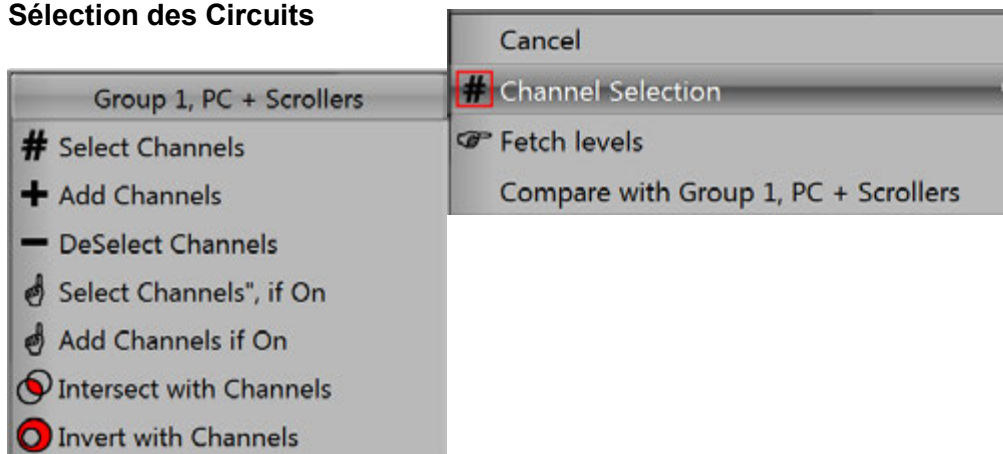 Sélection des Circuits
Cancel
# Channel Selection
Fetch levels
Compare with Group 1, PC + Scrollers
Group 1, PC + Scrollers
# Select Channels
Add Channels
DeSelect Channels
Select Channels", if On
Add Channels if On
Intersect with Channels
Invert with Channels